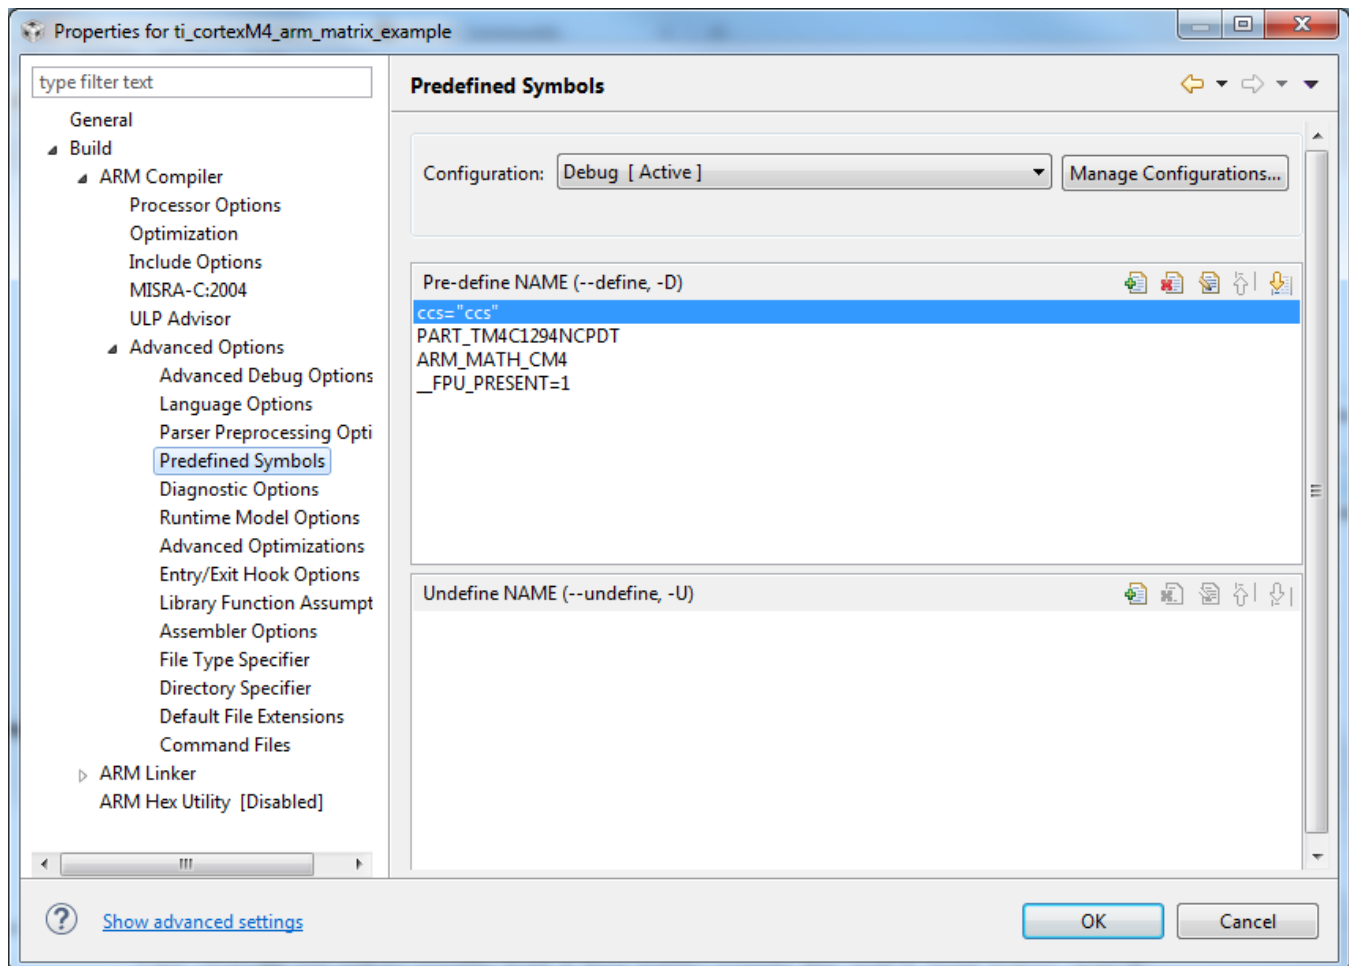 Properties for ti_cortexM4_arm_matrix_example
type filter text
General
Build
ARM Compiler
Processor Options
Optimization
Include Options
MISRA-C:2004
ULP Advisor
Advanced Options
Advanced Debug Options
Language Options
Parser Preprocessing Opti
Predefined Symbols
Diagnostic Options
Runtime Model Options
Advanced Optimizations
Entry/Exit Hook Options
Library Function Assumpt
Assembler Options
File Type Specifier
Directory Specifier
Default File Extensions
Command Files
ARM Linker
ARM Hex Utility [Disabled]
Predefined Symbols
Configuration: Debug [ Active ] Manage Configurations...
Pre-define NAME (--define, -D)
ccs="ccs"
PART_TM4C1294NCPDT
ARM_MATH_CM4
__FPU_PRESENT=1
Undefine NAME (--undefine, -U)
Show advanced settings
OK Cancel